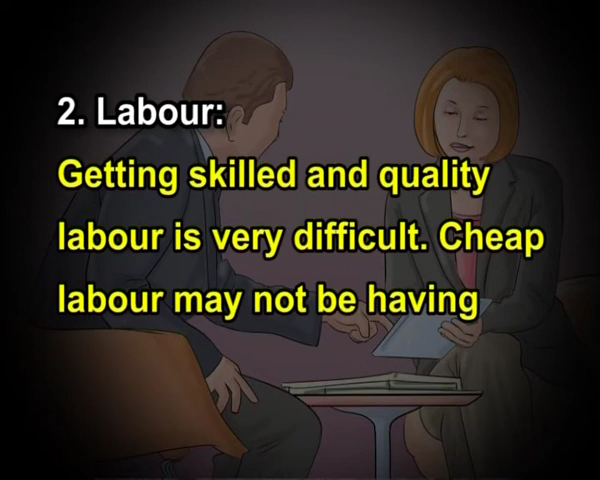 2. Labour:
Getting skilled and quality
labour is very difficult. Cheap
labour may not be having